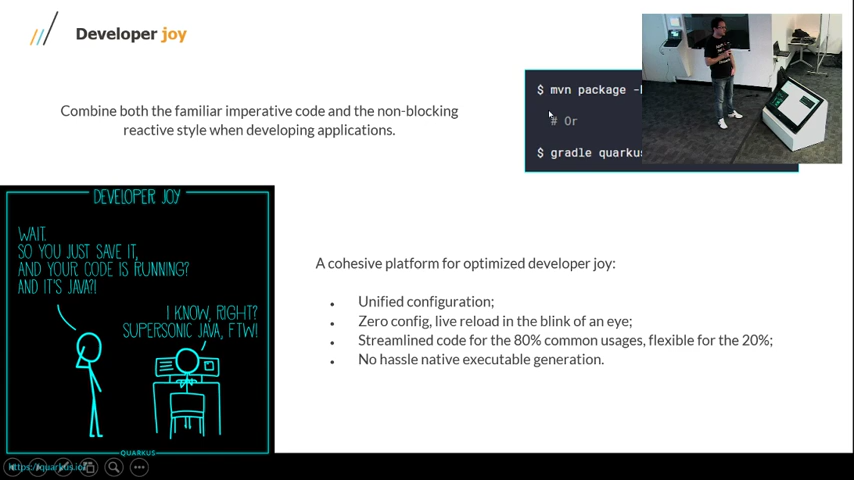 Developer joy
Combine both the familiar imperative code and the non-blocking
reactive style when developing applications.
$ mvn package -
# Or
$ gradle quarkus
DEVELOPER JOY
WAIT.
SO YOU JUST SAVE IT,
AND YOUR CODE IS RUNNING?
AND IT'S JAVA?!
I KNOW, RIGHT?
SUPERSONIC JAVA, FTW!
QUARKUS
https://quarkus.io/
A cohesive platform for optimized developer joy:
• Unified configuration;
• Zero config, live reload in the blink of an eye;
• Streamlined code for the 80% common usages, flexible for the 20%;
• No hassle native executable generation.